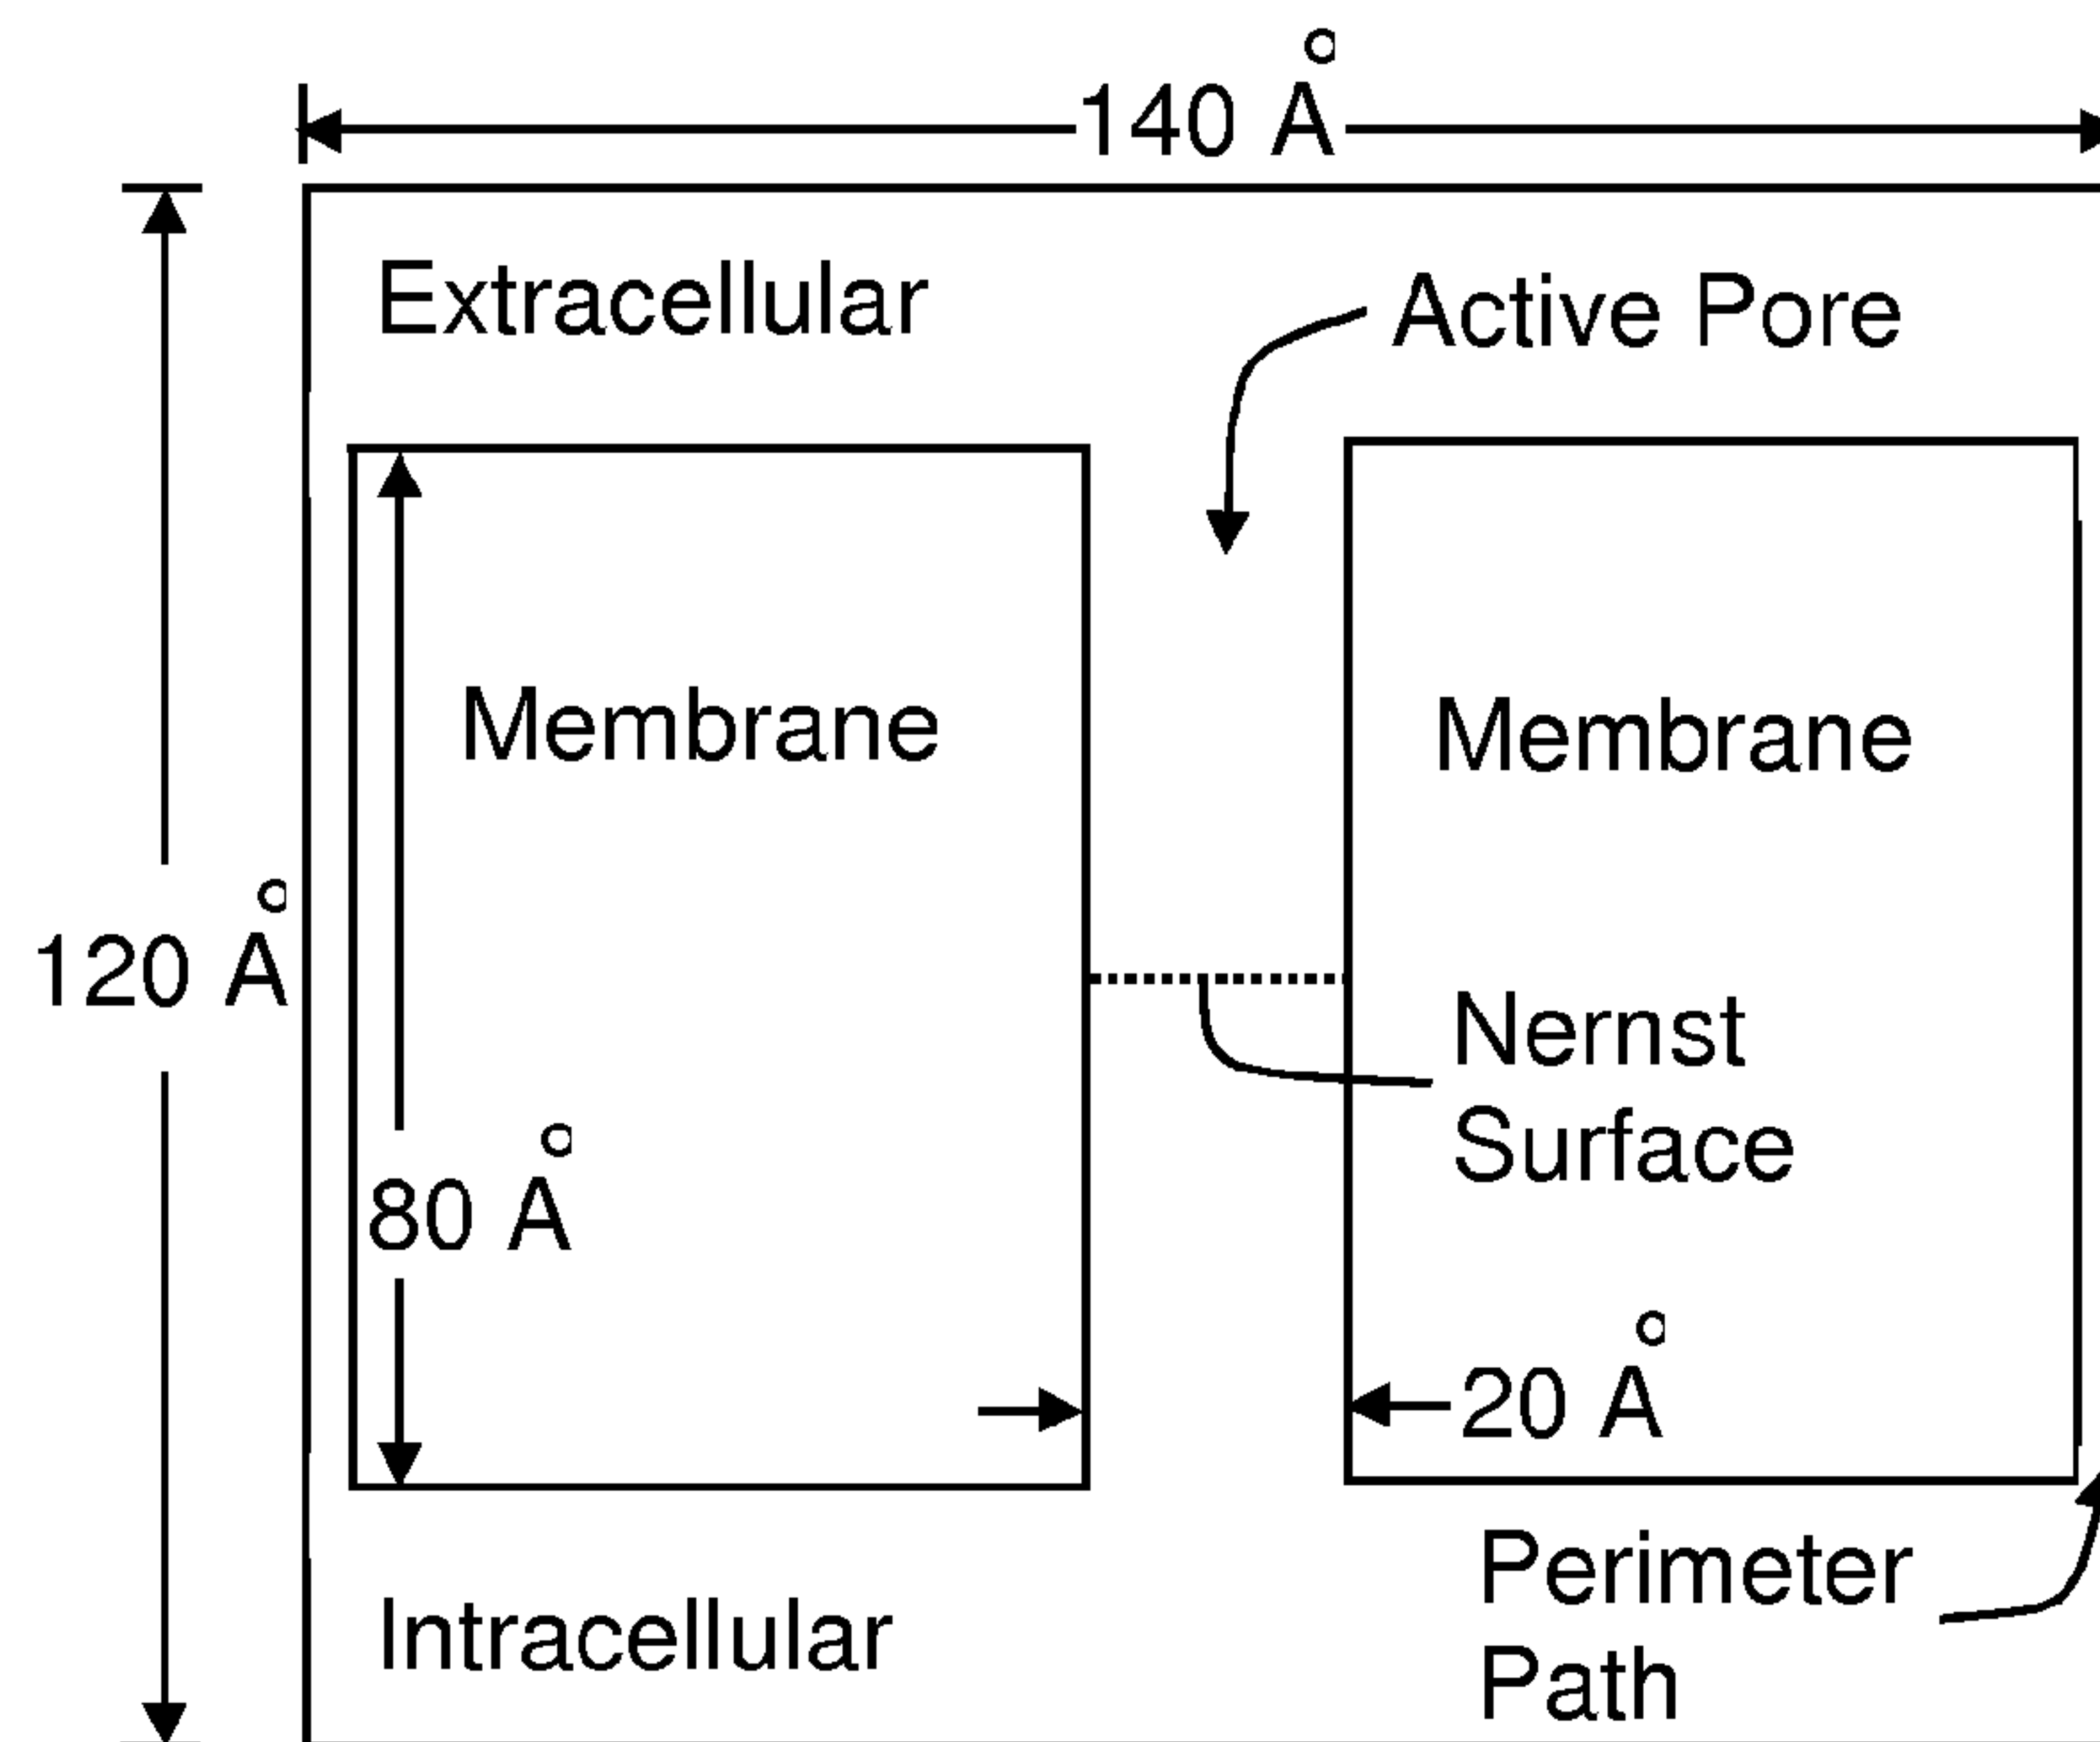 140 Å
Extracellular
Active Pore
Membrane
Membrane
120 Å
Nernst
Surface
80 Å
20 Å
Perimeter
Path
Intracellular